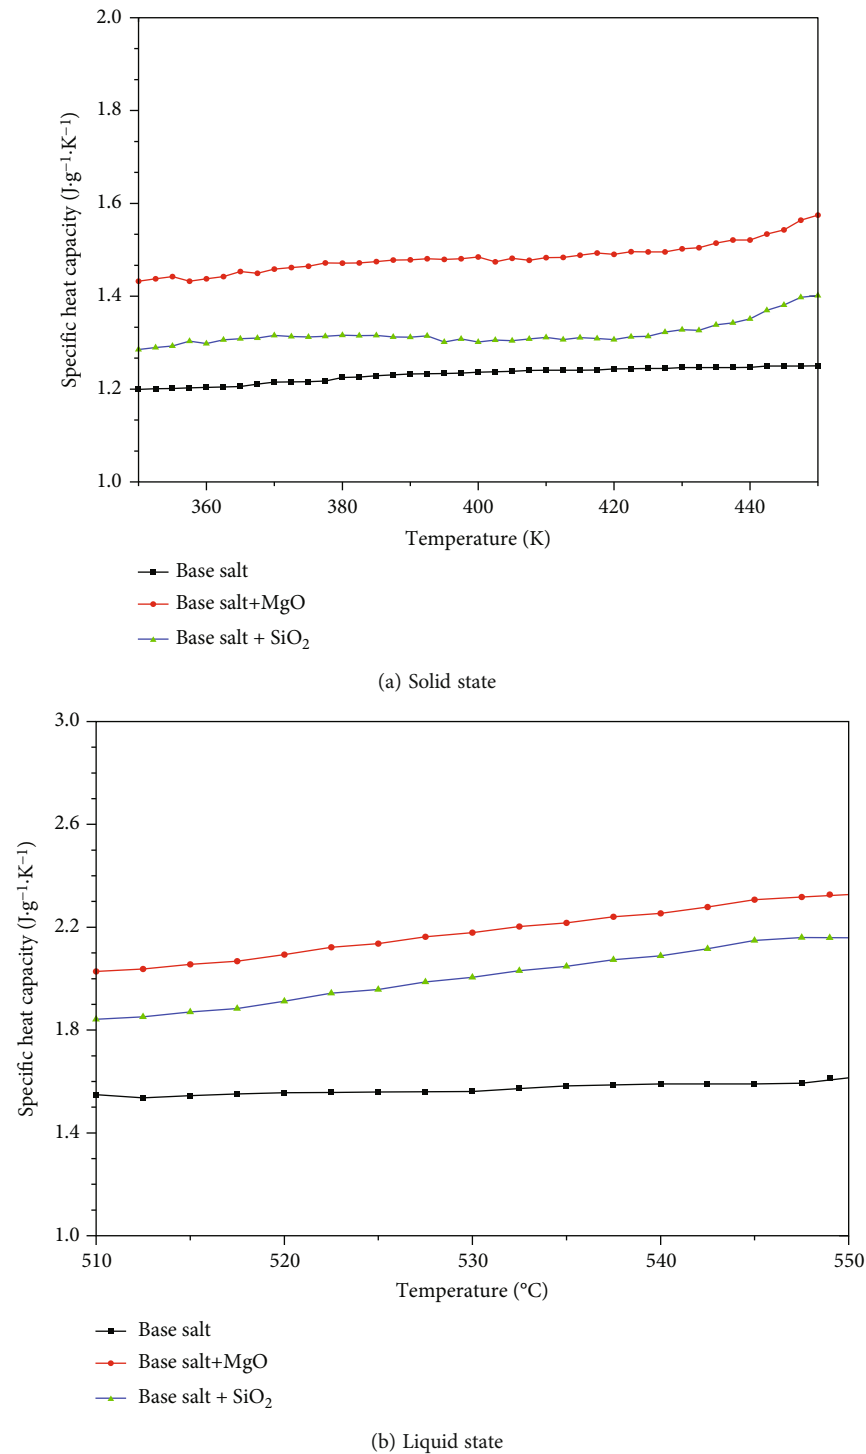 2.0
1.8
1.6
1.4
1.2
1.0
Specific heat capacity (J·g⁻¹·K⁻¹)
360 380 400 420 440
Temperature (K)
Base salt
Base salt+MgO
Base salt + SiO₂
(a) Solid state
3.0
2.6
2.2
1.8
1.4
1.0
Specific heat capacity (J·g⁻¹·K⁻¹)
510 520 530 540 550
Temperature (°C)
Base salt
Base salt+MgO
Base salt + SiO₂
(b) Liquid state